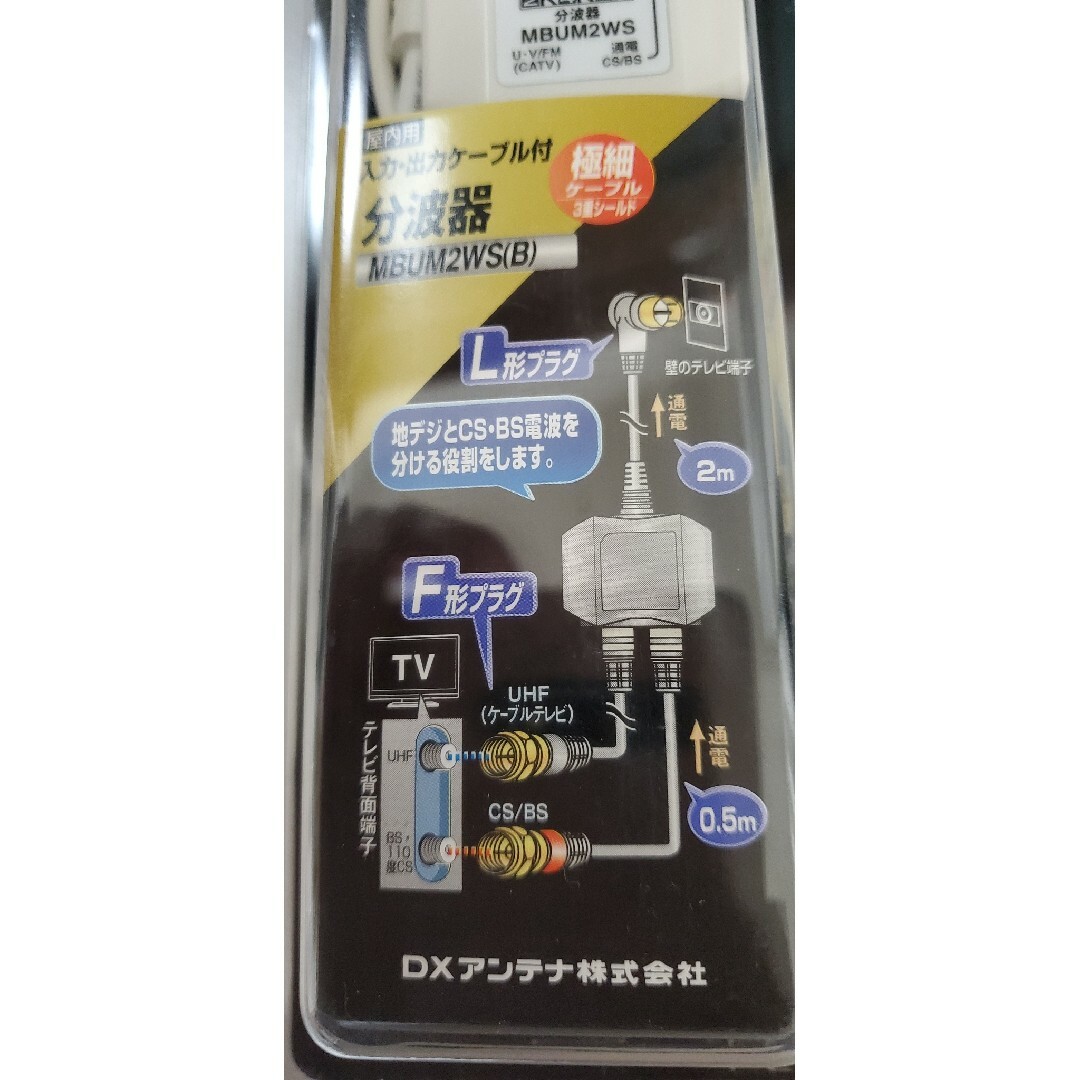 分波器
MBUM2WS
U・V/FM
(CATV)
通電
CS/BS
屋内用
入力・出力ケーブル付
分波器
MBUM2WS(B)
極細
ケーブル
3重シールド
L形プラグ
壁のテレビ端子
通電
2m
地デジとCS・BS電波を
分ける役割をします。
F形プラグ
TV
UHF
(ケーブルテレビ)
テレビ背面端子
UHF
通電
0.5m
CS/BS
BS・
110
度CS
DXアンテナ株式会社